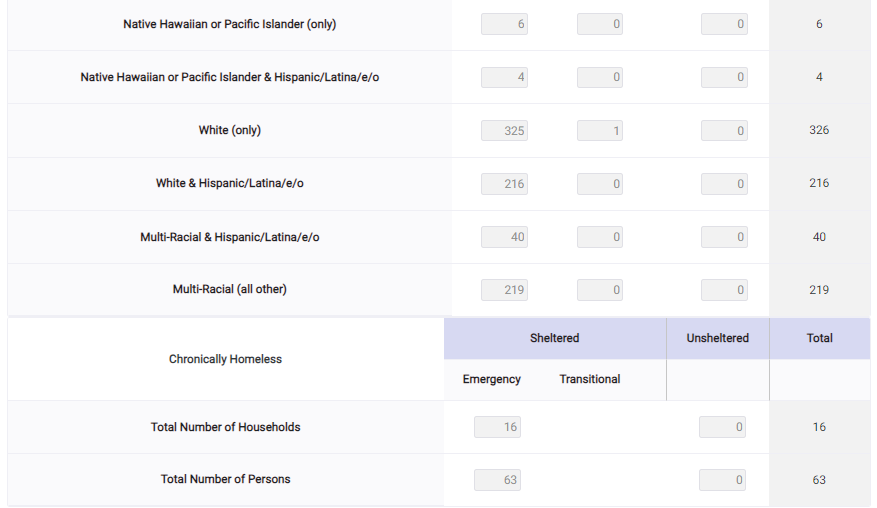 Native Hawaiian or Pacific Islander (only) 6 0 0 6
Native Hawaiian or Pacific Islander & Hispanic/Latina/e/o 4 0 0 4
White (only) 325 1 0 326
White & Hispanic/Latina/e/o 216 0 0 216
Multi-Racial & Hispanic/Latina/e/o 40 0 0 40
Multi-Racial (all other) 219 0 0 219
Sheltered Unsheltered Total
Chronically Homeless
Emergency Transitional
Total Number of Households 16 0 16
Total Number of Persons 63 0 63